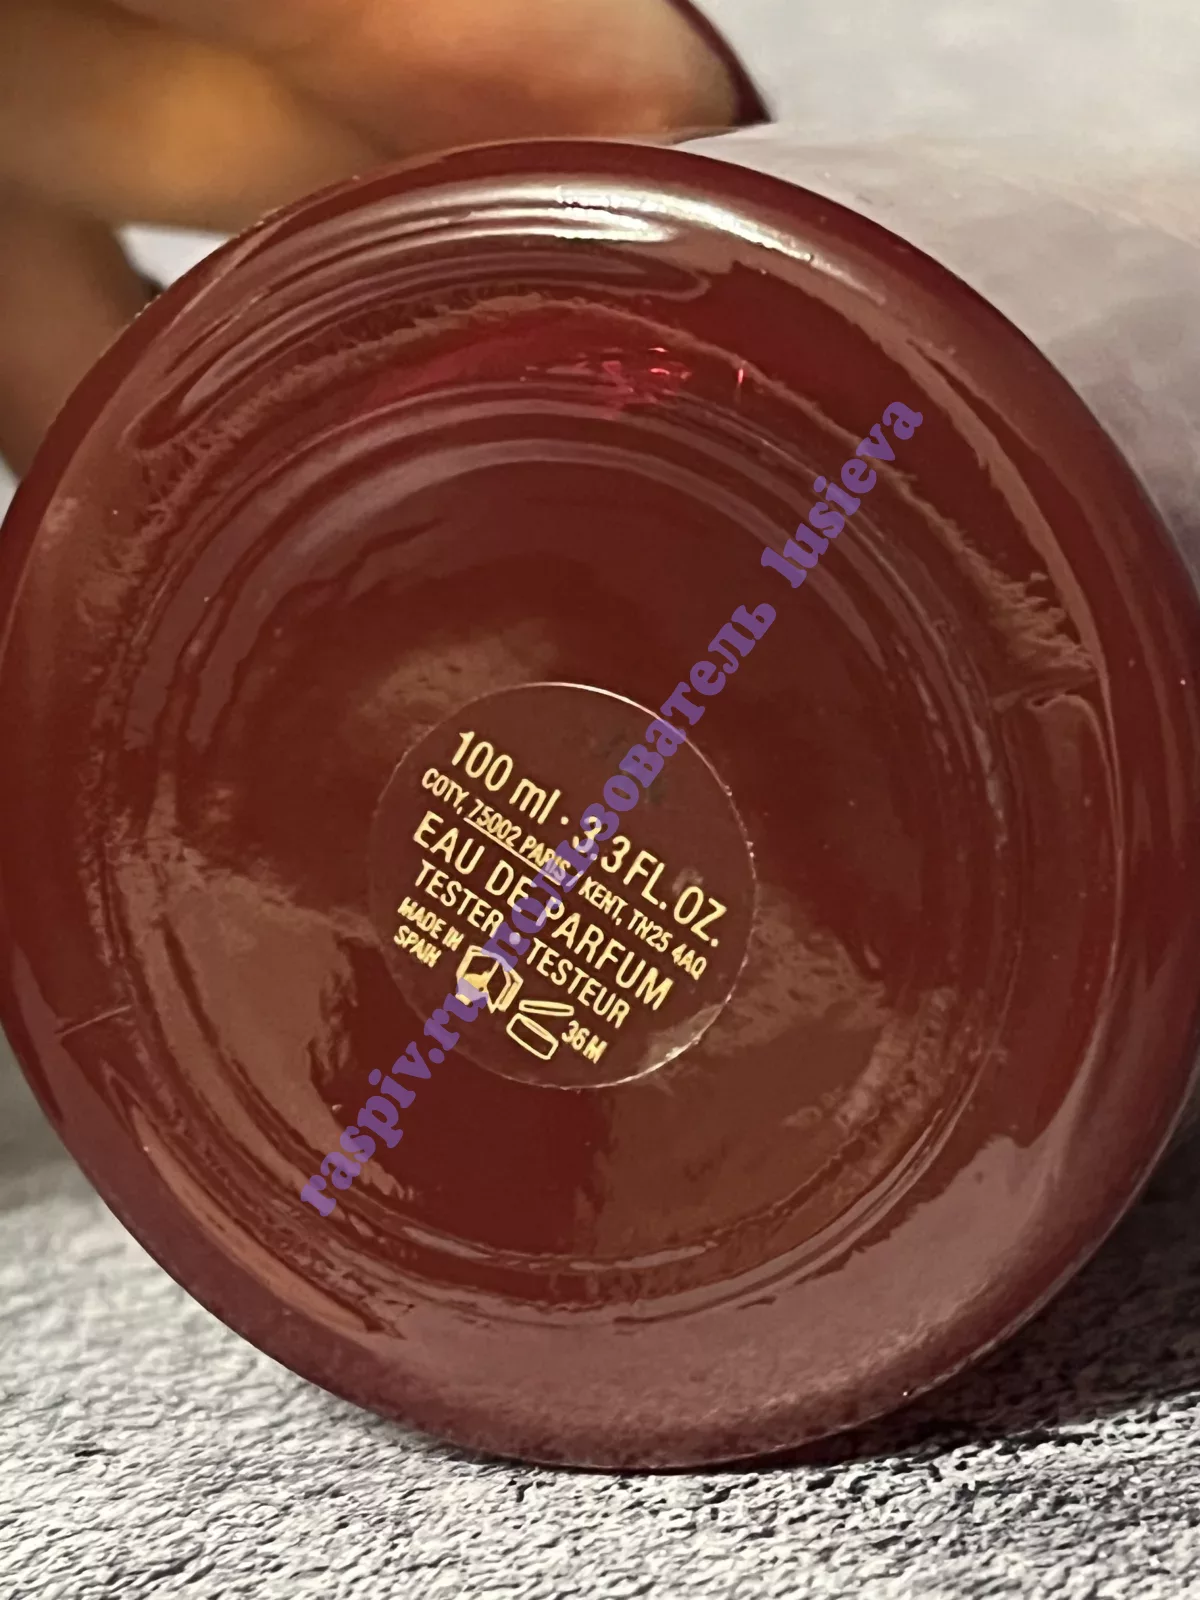 100 ml · 3.3 FL. OZ.
COTY, 75002 PARIS / KENT, TN25 4AQ
EAU DE PARFUM
TESTER • TESTEUR
MADE IN
SPAIN
36 M
raspiv.ru пользователь lusieva